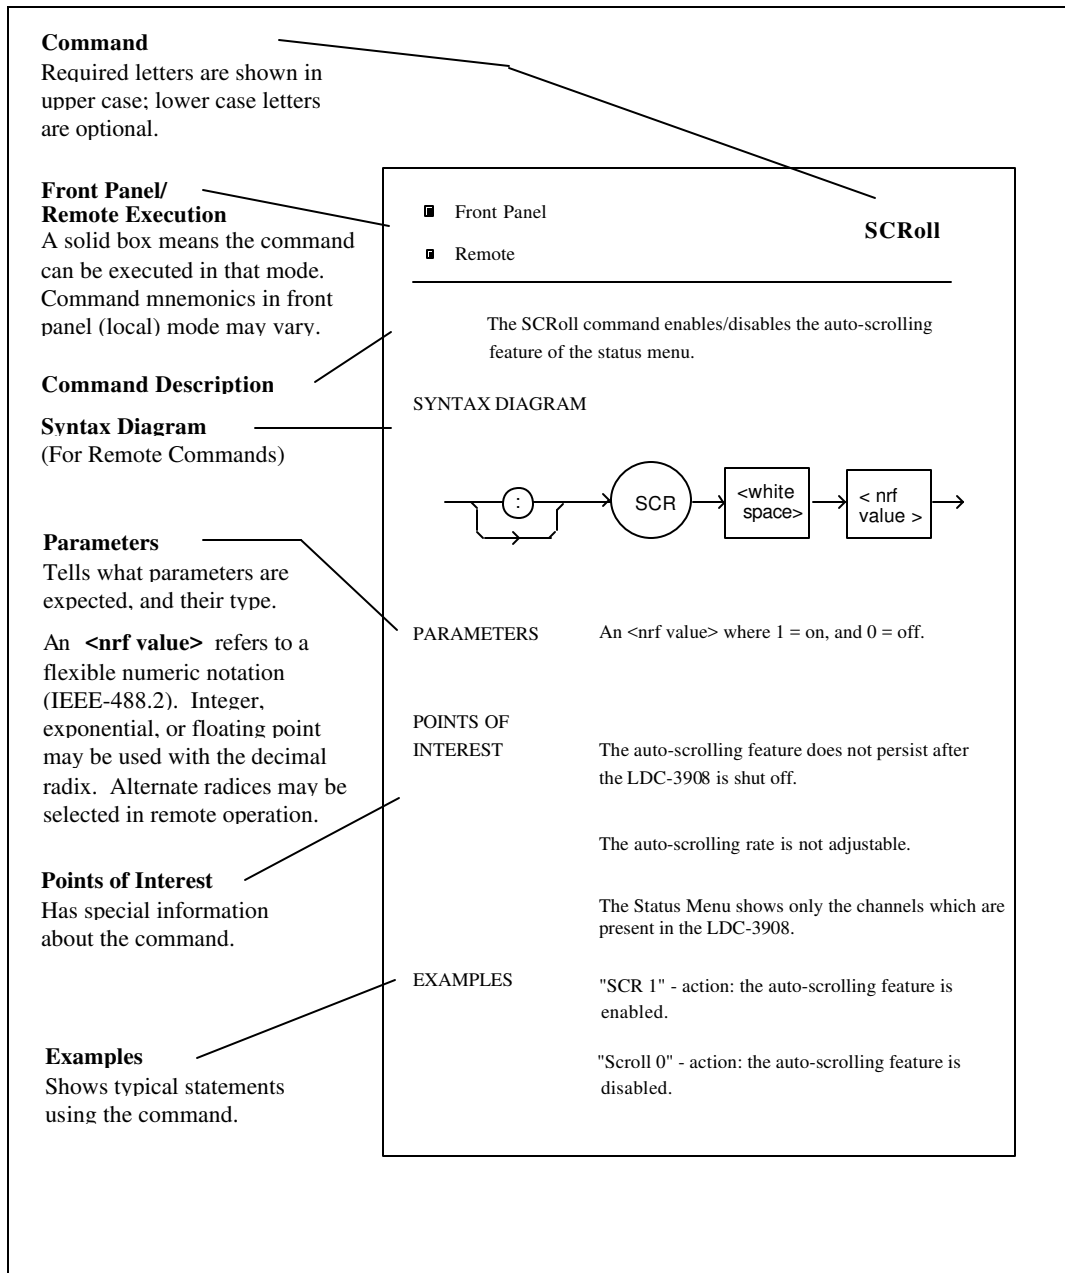 Command
Required letters are shown in
upper case; lower case letters
are optional.
Front Panel/
Remote Execution
A solid box means the command
can be executed in that mode.
Command mnemonics in front
panel (local) mode may vary.
Command Description
Syntax Diagram
(For Remote Commands)
Parameters
Tells what parameters are
expected, and their type.
An <nrf value> refers to a
flexible numeric notation
(IEEE-488.2). Integer,
exponential, or floating point
may be used with the decimal
radix. Alternate radices may be
selected in remote operation.
Points of Interest
Has special information
about the command.
Examples
Shows typical statements
using the command.
Front Panel
Remote
SCRoll
The SCRoll command enables/disables the auto-scrolling
feature of the status menu.
SYNTAX DIAGRAM
:
SCR
<white
space>
< nrf
value >
PARAMETERS
An <nrf value> where 1 = on, and 0 = off.
POINTS OF
INTEREST
The auto-scrolling feature does not persist after
the LDC-3908 is shut off.
The auto-scrolling rate is not adjustable.
The Status Menu shows only the channels which are
present in the LDC-3908.
EXAMPLES
"SCR 1" - action: the auto-scrolling feature is
enabled.
"Scroll 0" - action: the auto-scrolling feature is
disabled.